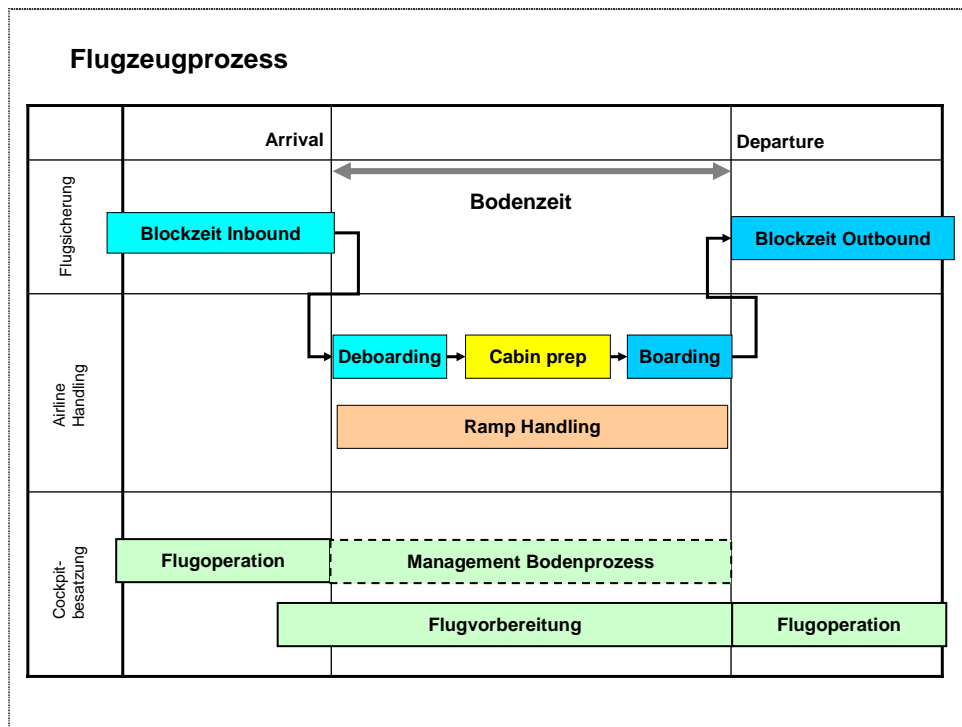 Flugzeugprozess
Arrival
Departure
Flugsicherung
Bodenzeit
Blockzeit Inbound
Blockzeit Outbound
Airline
Handling
Deboarding
Cabin prep
Boarding
Ramp Handling
Cockpit-
besatzung
Flugoperation
Management Bodenprozess
Flugvorbereitung
Flugoperation